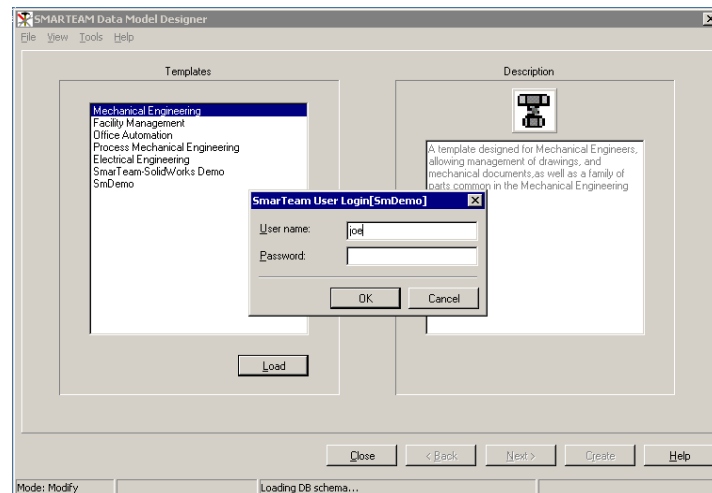 SMARTEAM Data Model Designer
File View Tools Help
Templates
Mechanical Engineering
Facility Management
Office Automation
Process Mechanical Engineering
Electrical Engineering
SmarTeam-SolidWorks Demo
SmDemo
Load
Description
A template designed for Mechanical Engineers,
allowing management of drawings, and
mechanical documents,as well as a family of
parts common in the Mechanical Engineering
SmarTeam User Login[SmDemo]
User name: joe
Password:
OK Cancel
Close < Back Next > Create Help
Mode: Modify Loading DB schema...